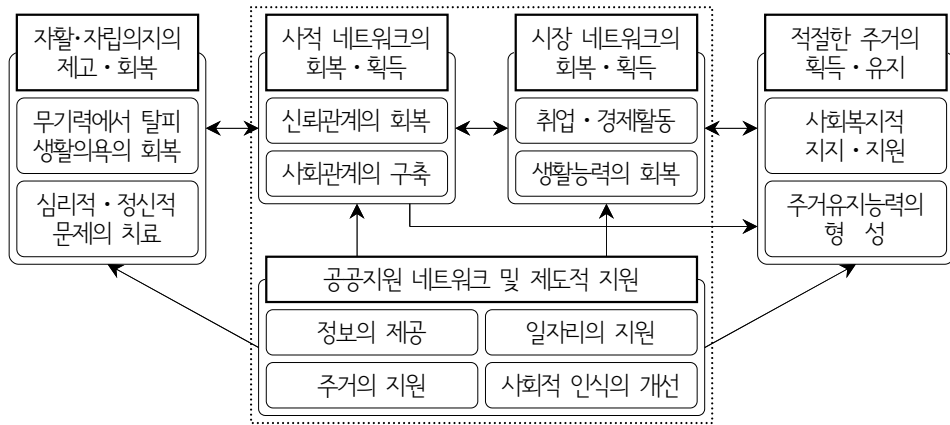 자활·자립의지의
제고·회복
무기력에서 탈피
생활의욕의 회복
심리적·정신적
문제의 치료
사적 네트워크의
회복·획득
신뢰관계의 회복
사회관계의 구축
시장 네트워크의
회복·획득
취업·경제활동
생활능력의 회복
적절한 주거의
획득·유지
사회복지적
지지·지원
주거유지능력의
형 성
공공지원 네트워크 및 제도적 지원
정보의 제공
일자리의 지원
주거의 지원
사회적 인식의 개선